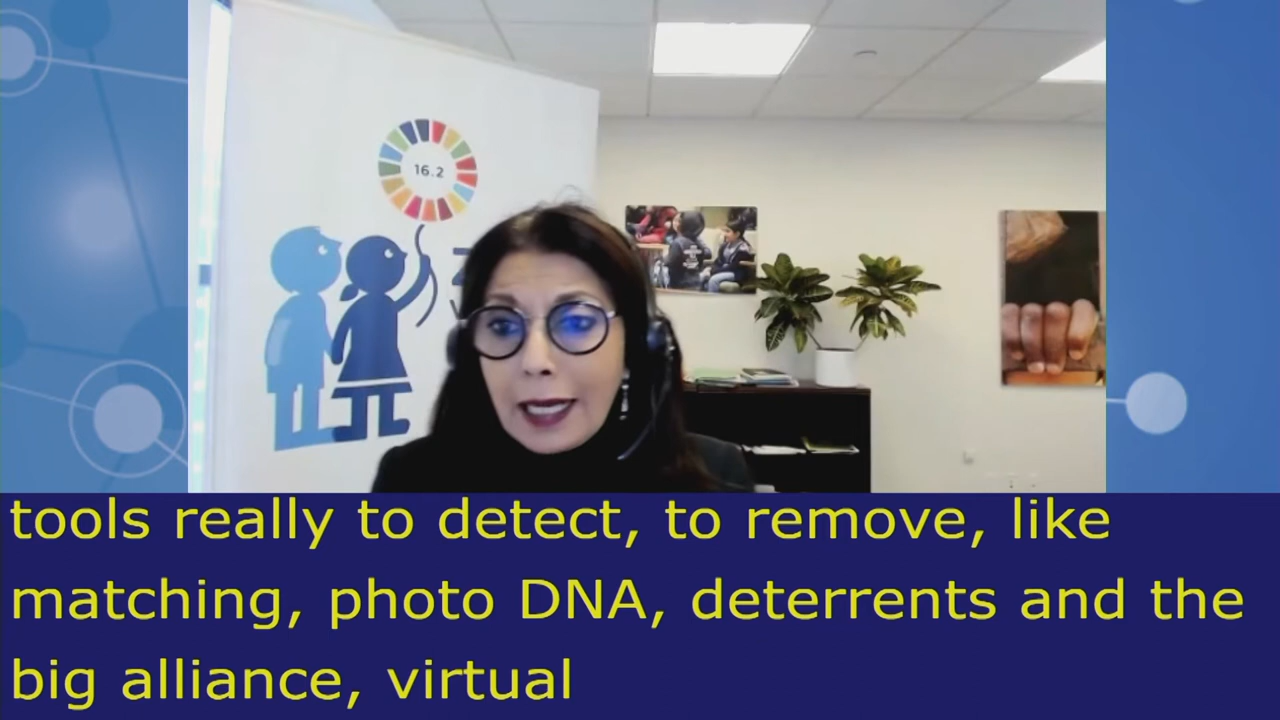 16.2
tools really to detect, to remove, like
matching, photo DNA, deterrents and the
big alliance, virtual